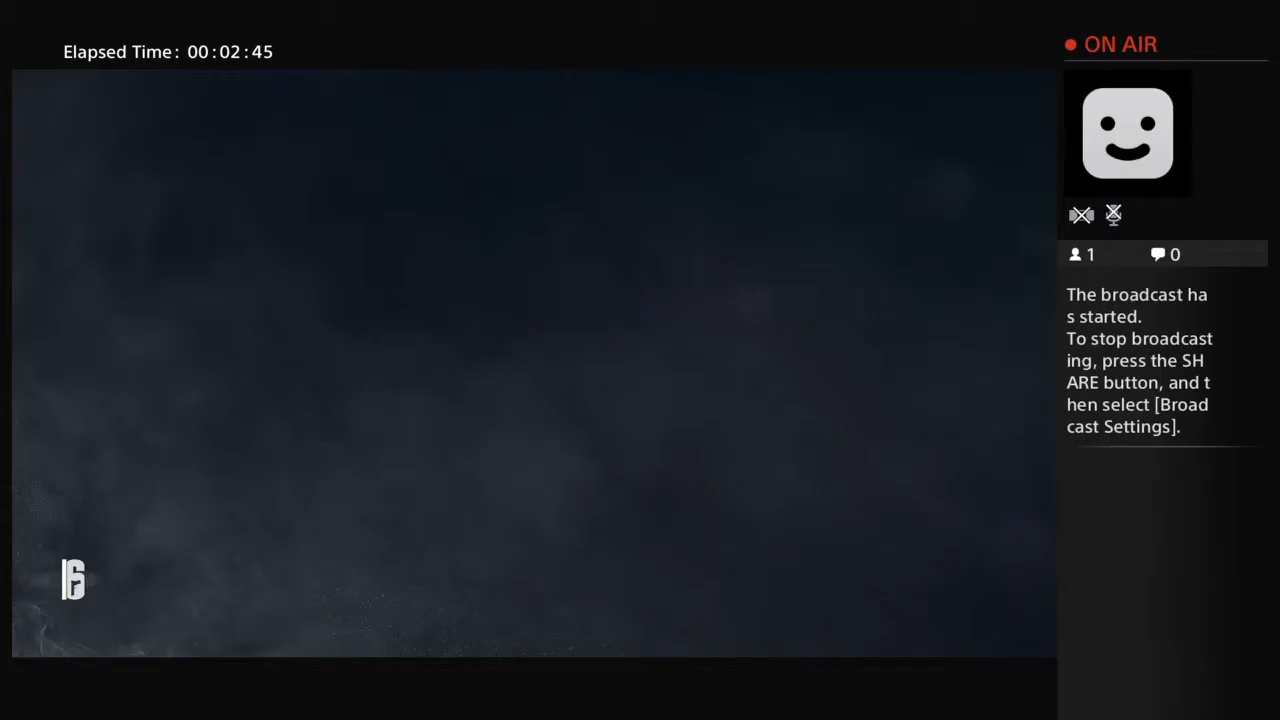 Elapsed Time: 00:02:45
ON AIR
1 0
The broadcast ha
s started.
To stop broadcast
ing, press the SH
ARE button, and t
hen select [Broad
cast Settings].
6